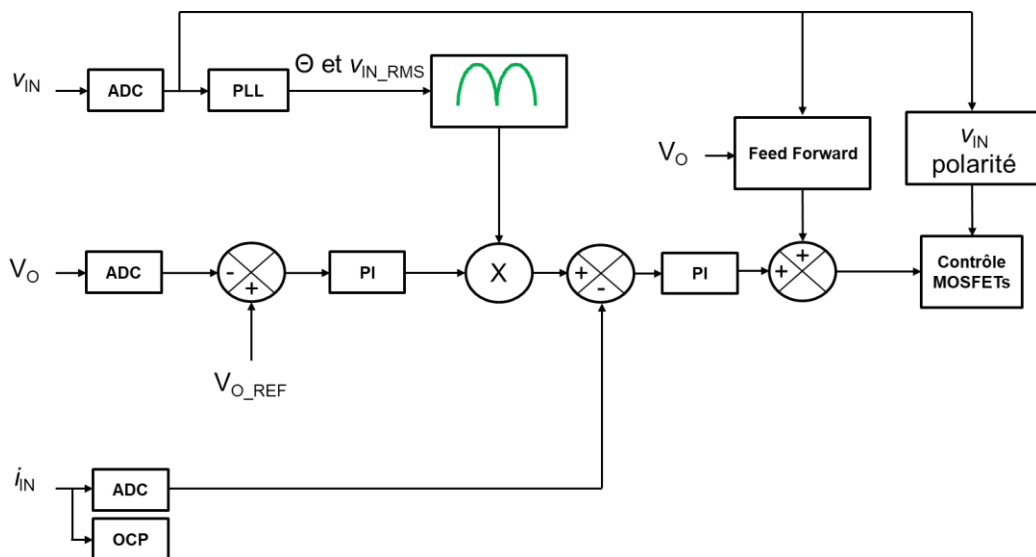 Θ et vIN_RMS
vIN
ADC
PLL
VO
Feed Forward
vIN
polarité
VO
ADC
-
+
PI
X
+
-
PI
+
+
Contrôle
MOSFETs
VO_REF
iIN
ADC
OCP